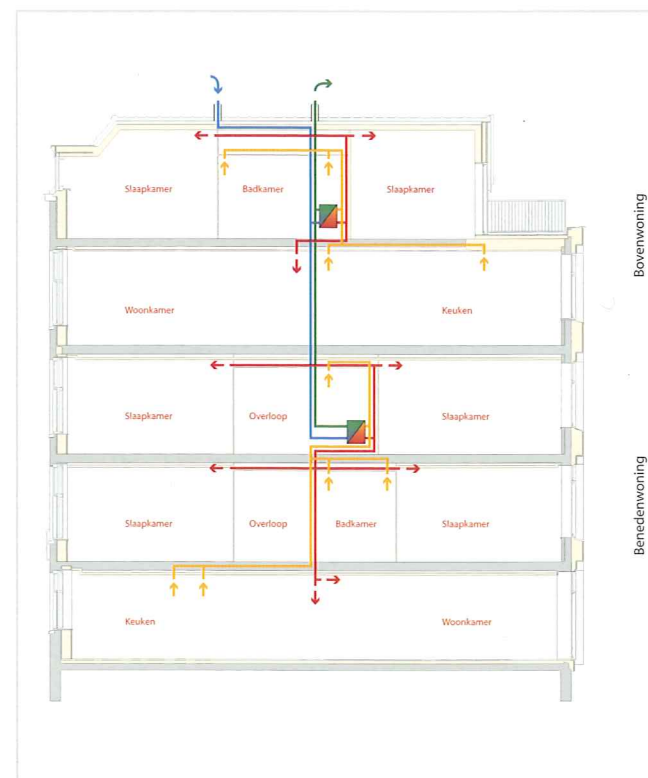 Slaapkamer
Badkamer
Slaapkamer
Bovenwoning
Woonkamer
Keuken
Slaapkamer
Overloop
Slaapkamer
Benedenwoning
Slaapkamer
Overloop
Badkamer
Slaapkamer
Keuken
Woonkamer